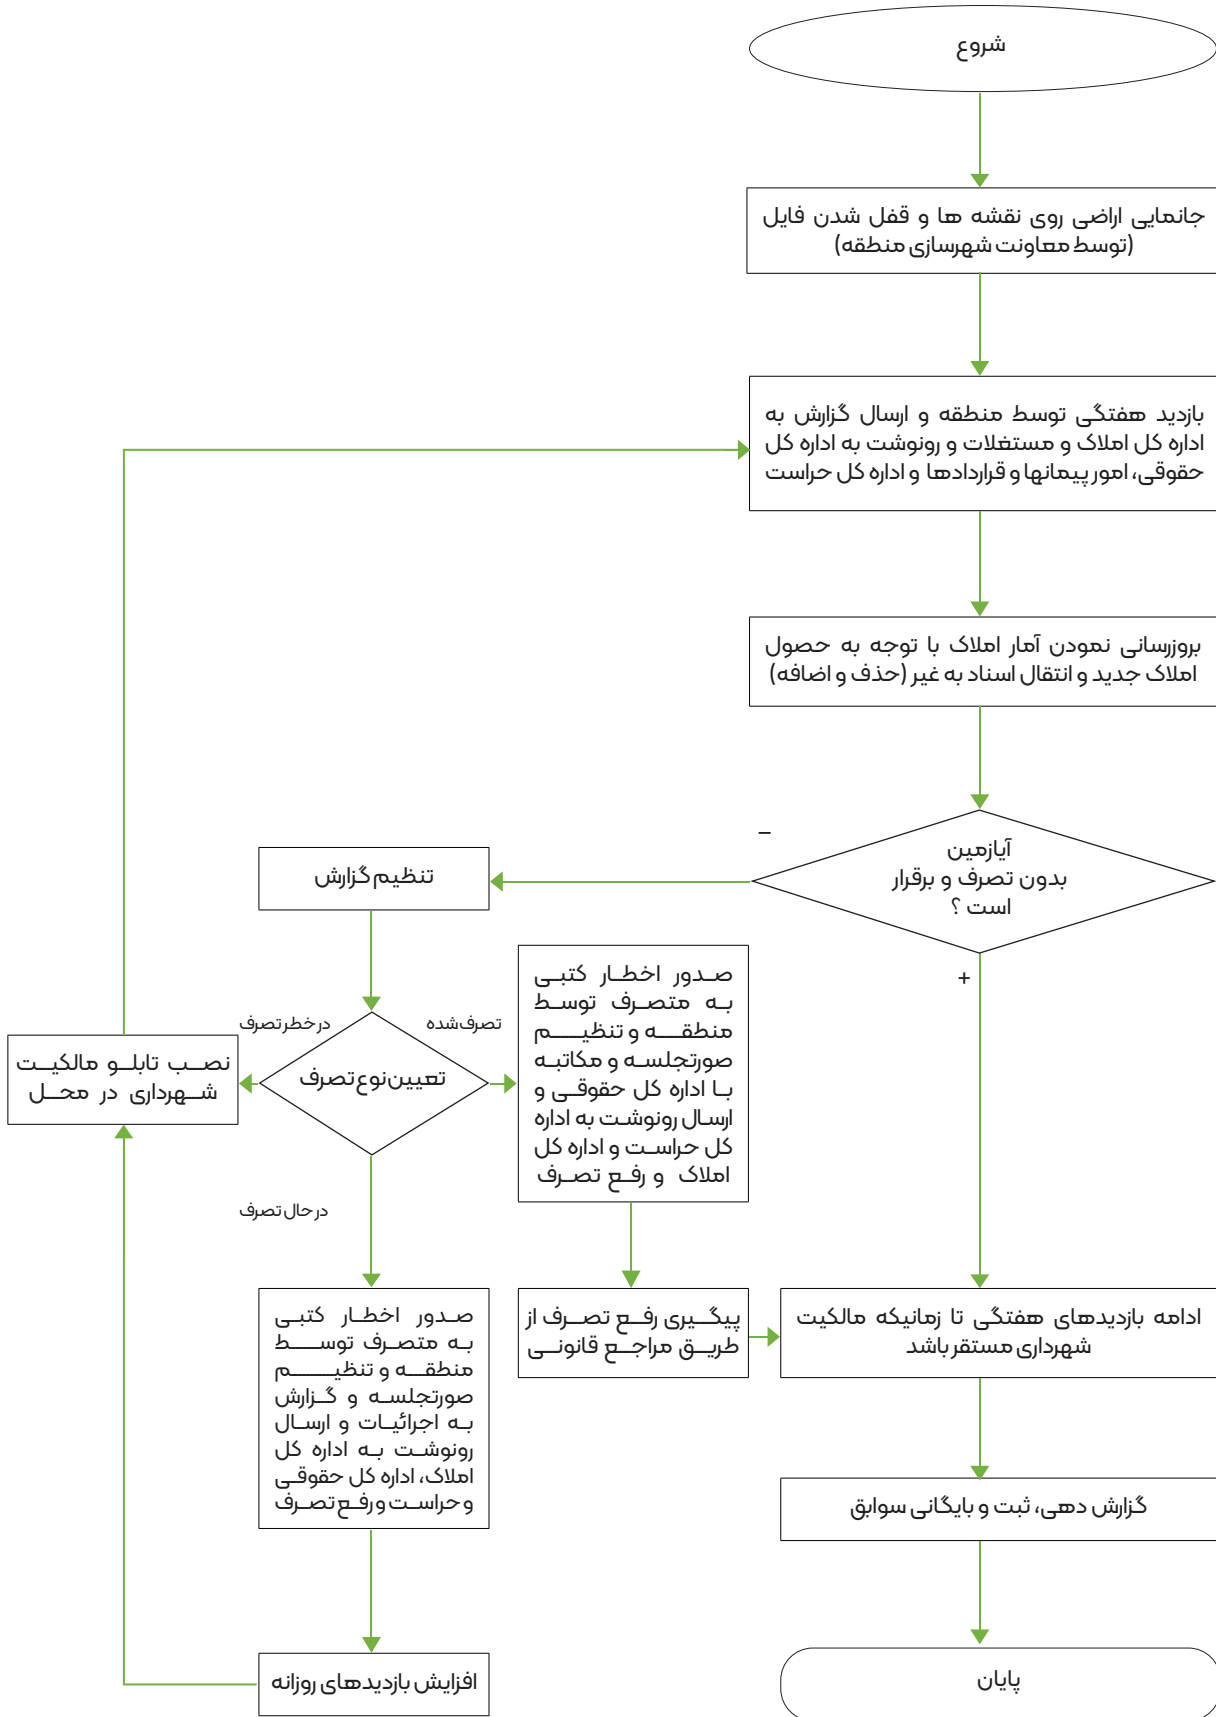 شروع
جانمایی اراضی روی نقشه ها و قفل شدن فایل
(توسط معاونت شهرسازی منطقه)
بازدید هفتگی توسط منطقه و ارسال گزارش به
اداره کل املاک و مستغلات و رونوشت به اداره کل
حقوقی، امور پیمانها و قراردادها و اداره کل حراست
بروزرسانی نمودن آمار املاک با توجه به حصول
املاک جدید و انتقال اسناد به غیر (حذف و اضافه)
آیازمین
بدون تصرف و برقرار
است ؟
–
+
تنظیم گزارش
تعیین نوع تصرف
تصرف شده
در خطر تصرف
در حال تصرف
صدور اخطار کتبی
به متصرف توسط
منطقه و تنظیم
صورتجلسه و مکاتبه
با اداره کل حقوقی و
ارسال رونوشت به اداره
کل حراست و اداره کل
املاک و رفع تصرف
نصب تابلو مالکیت
شهرداری در محل
پیگیری رفع تصرف از
طریق مراجع قانونی
ادامه بازدیدهای هفتگی تا زمانیکه مالکیت
شهرداری مستقر باشد
صدور اخطار کتبی
به متصرف توسط
منطقه و تنظیم
صورتجلسه و گزارش
به اجرائیات و ارسال
رونوشت به اداره کل
املاک، اداره کل حقوقی
و حراست و رفع تصرف
گزارش دهی، ثبت و بایگانی سوابق
افزایش بازدیدهای روزانه
پایان